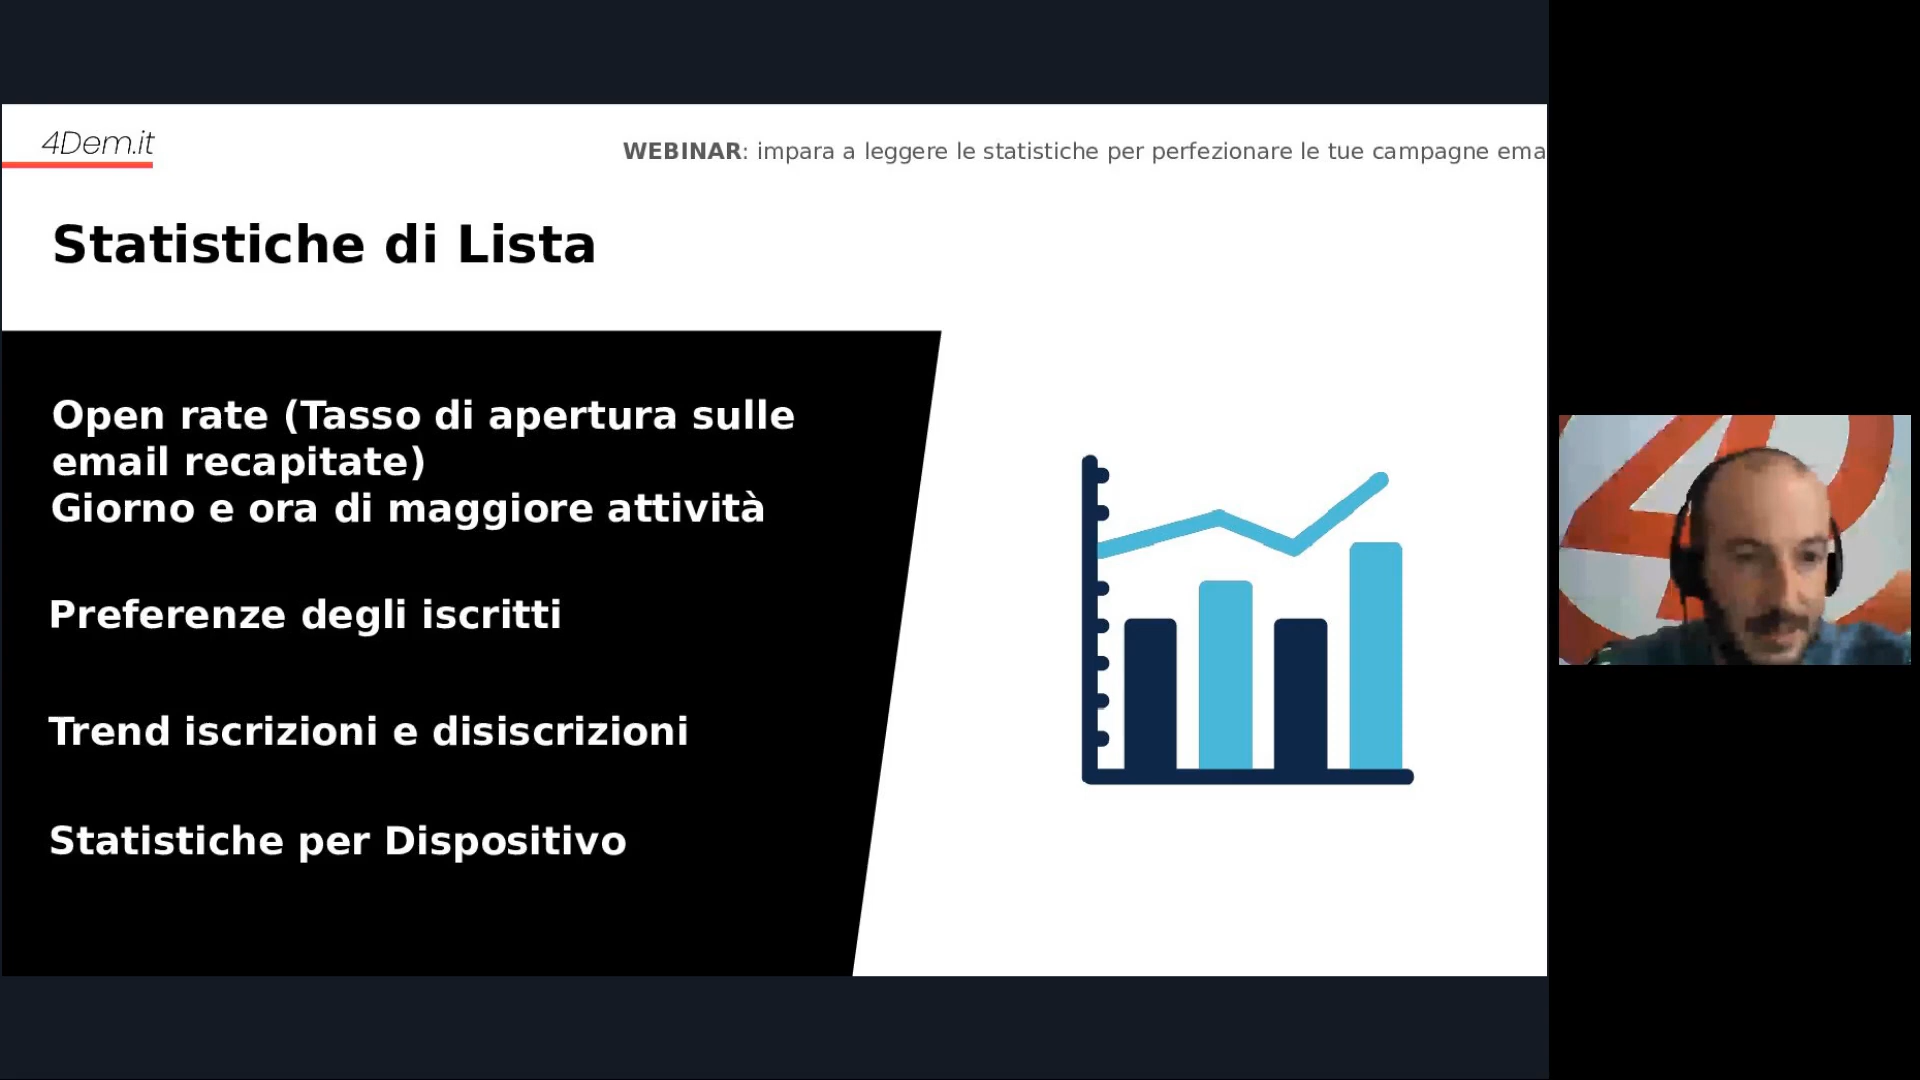 4Dem.it
WEBINAR: impara a leggere le statistiche per perfezionare le tue campagne ema
Statistiche di Lista
Open rate (Tasso di apertura sulle
email recapitate)
Giorno e ora di maggiore attività
Preferenze degli iscritti
Trend iscrizioni e disiscrizioni
Statistiche per Dispositivo